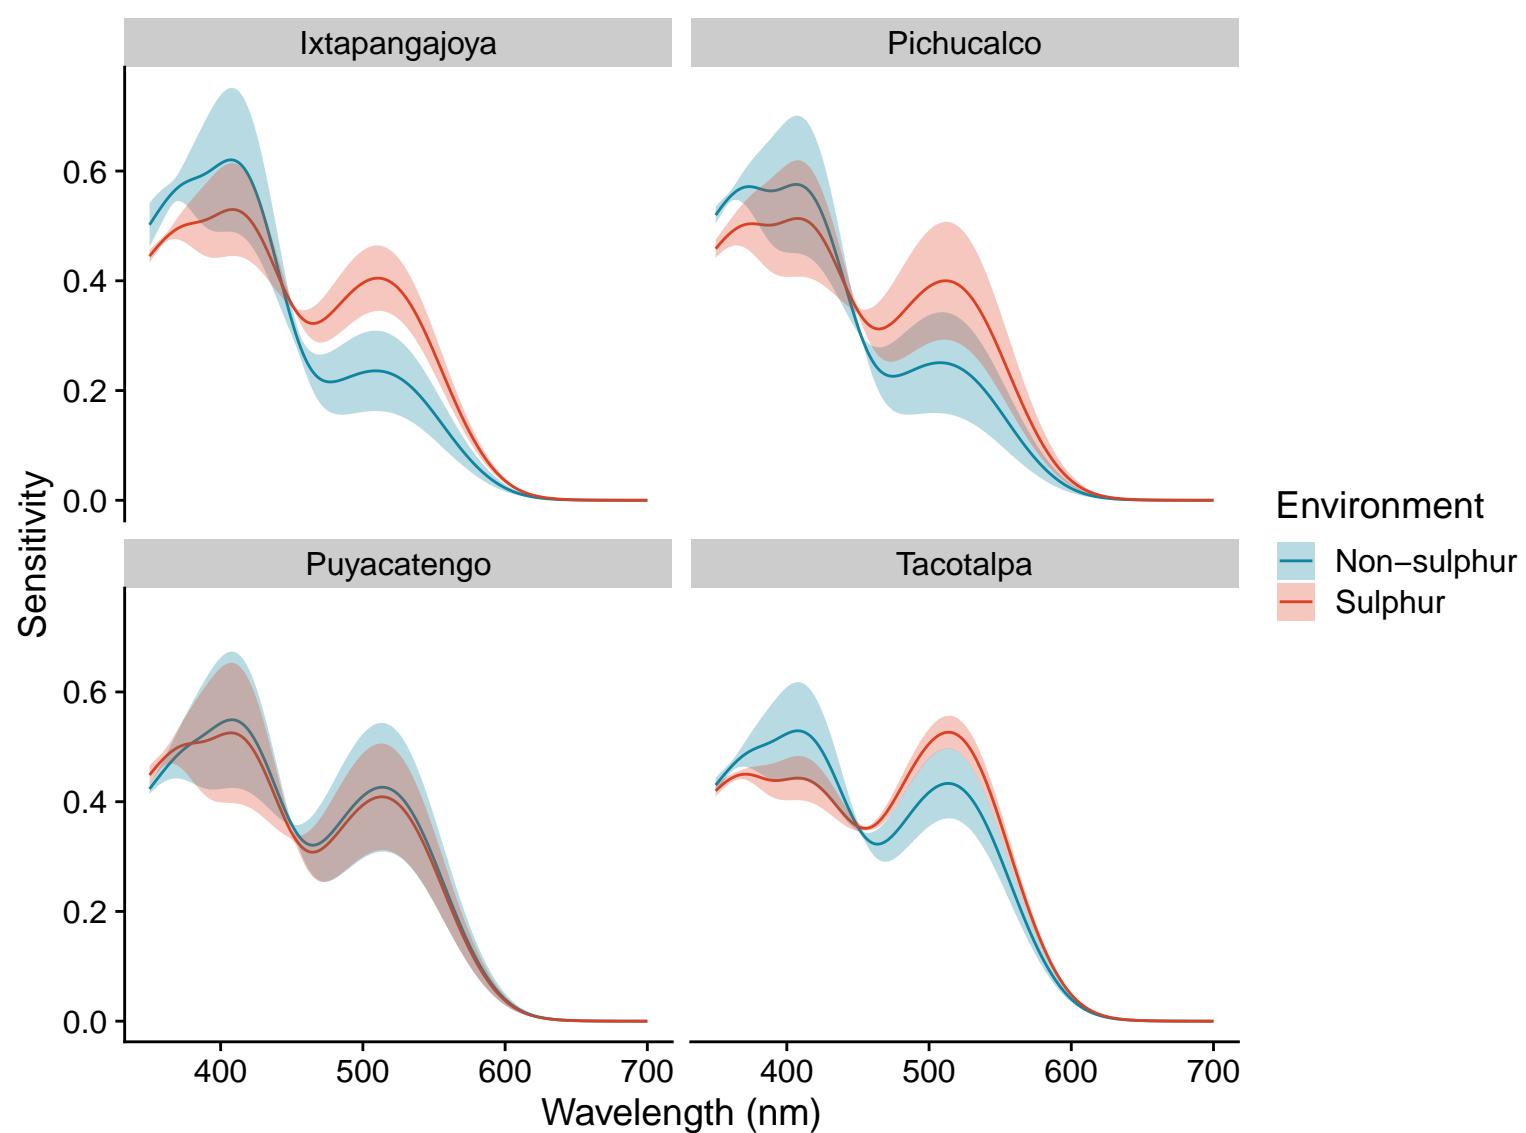 Ixtapangajoya
Pichucalco
0.6
0.4
0.2
0.0
Puyacatengo
Tacotalpa
0.6
0.4
0.2
0.0
400 500 600 700
400 500 600 700
Wavelength (nm)
Sensitivity
Environment
Non−sulphur
Sulphur